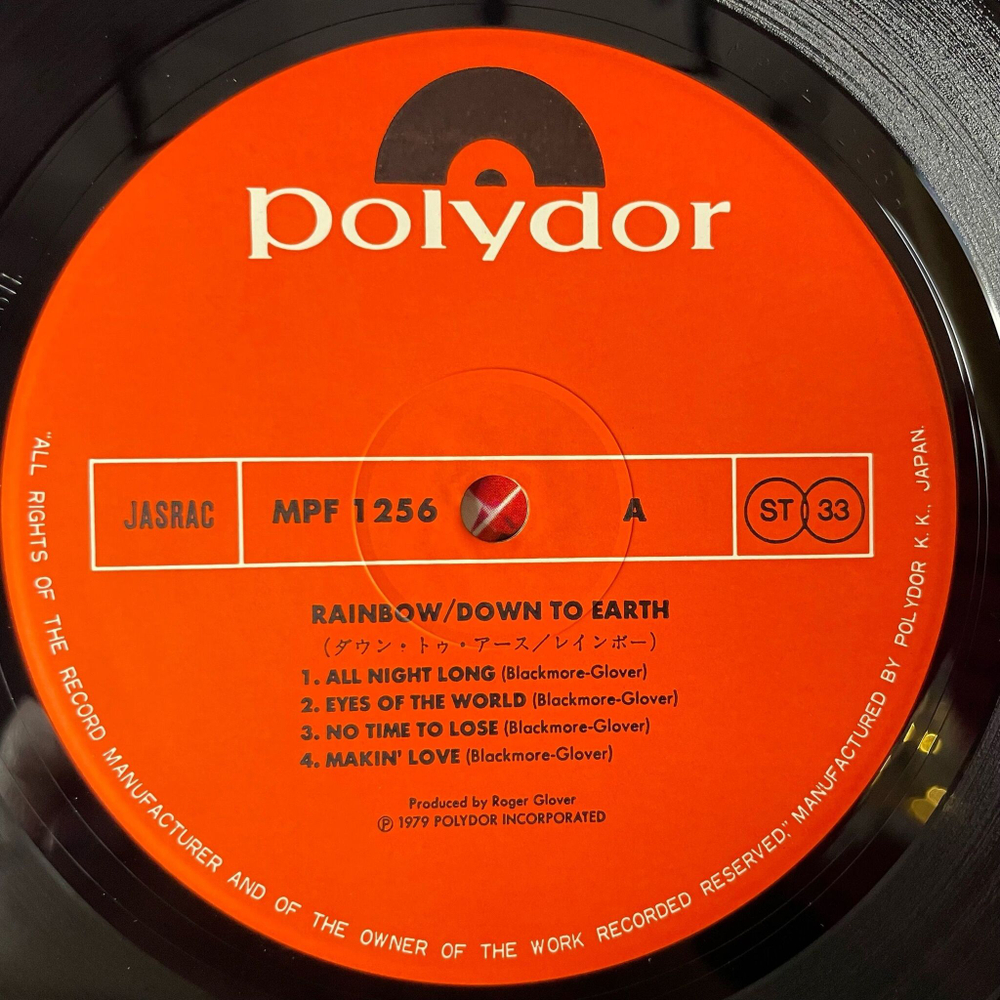 polydor
JASRAC MPF 1256 A ST 33
RAINBOW/DOWN TO EARTH
(ダウン・トゥ・アース/レインボー)
1. ALL NIGHT LONG (Blackmore-Glover)
2. EYES OF THE WORLD (Blackmore-Glover)
3. NO TIME TO LOSE (Blackmore-Glover)
4. MAKIN' LOVE (Blackmore-Glover)
Produced by Roger Glover
Ⓟ 1979 POLYDOR INCORPORATED
"ALL RIGHTS OF THE RECORD MANUFACTURER AND OF THE OWNER OF THE WORK RECORDED RESERVED." MANUFACTURED BY POLYDOR K. K., JAPAN.